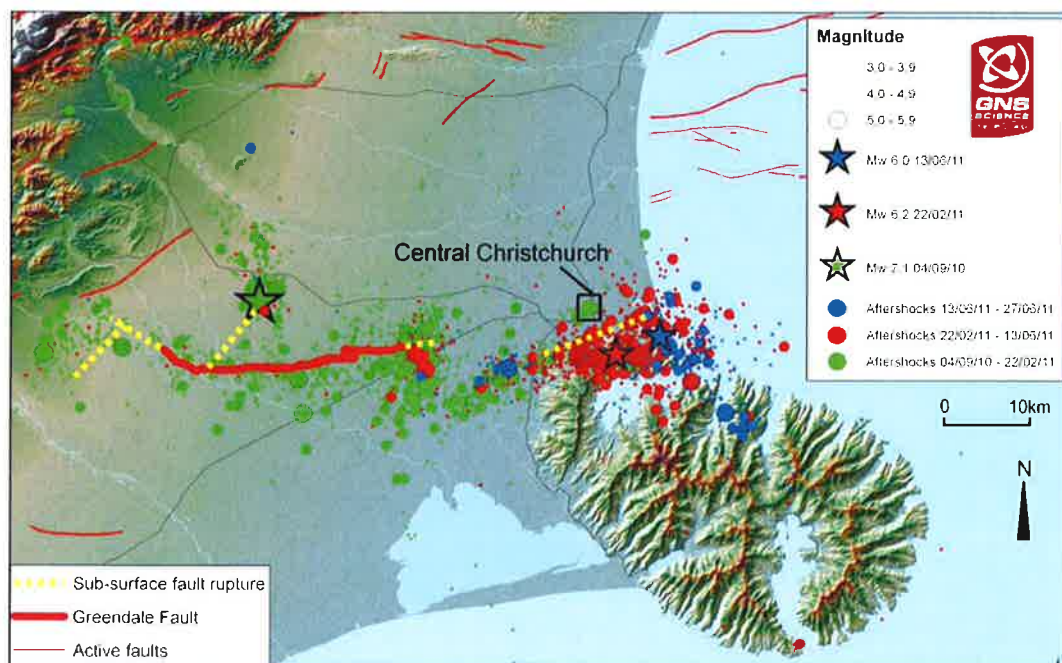 Magnitude
3.0 - 3.9
4.0 - 4.9
5.0 - 5.9
GNS
SCIENCE
Mw 6.0 13/06/11
Mw 6.2 22/02/11
Mw 7.1 04/09/10
Aftershocks 13/06/11 - 27/06/11
Aftershocks 22/02/11 - 13/06/11
Aftershocks 04/09/10 - 22/02/11
Central Christchurch
0 10km
N
Sub-surface fault rupture
Greendale Fault
Active faults